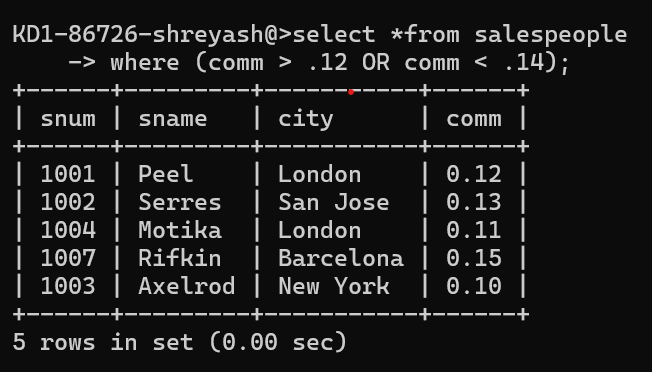 KD1-86726-shreyash@>select *from salespeople
    -> where (comm > .12 OR comm < .14);
+------+---------+-----------+------+
| snum | sname   | city      | comm |
+------+---------+-----------+------+
| 1001 | Peel    | London    | 0.12 |
| 1002 | Serres  | San Jose  | 0.13 |
| 1004 | Motika  | London    | 0.11 |
| 1007 | Rifkin  | Barcelona | 0.15 |
| 1003 | Axelrod | New York  | 0.10 |
+------+---------+-----------+------+
5 rows in set (0.00 sec)